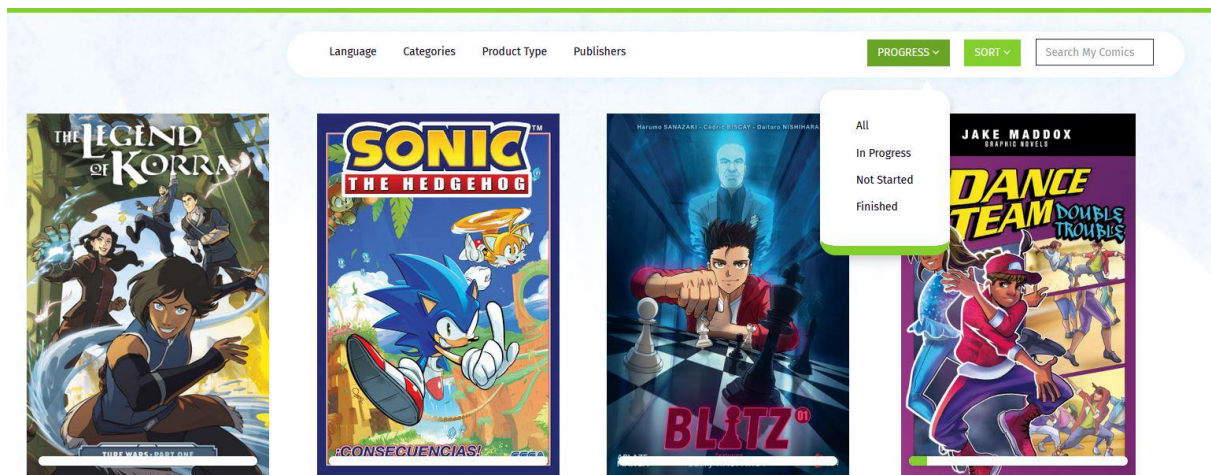 Language Categories Product Type Publishers PROGRESS SORT Search My Comics
All
In Progress
Not Started
Finished
THE LEGEND
OF KORRA
TURF WARS • PART ONE
SONIC
TM
THE HEDGEHOG
¡CONSECUENCIAS!
SEGA
Harumo SANAZAKI - Cédric BISCAY - Daitaro NISHIHARA
BLITZ 01
JAKE MADDOX
GRAPHIC NOVELS
DANCE
TEAM DOUBLE
TROUBLE